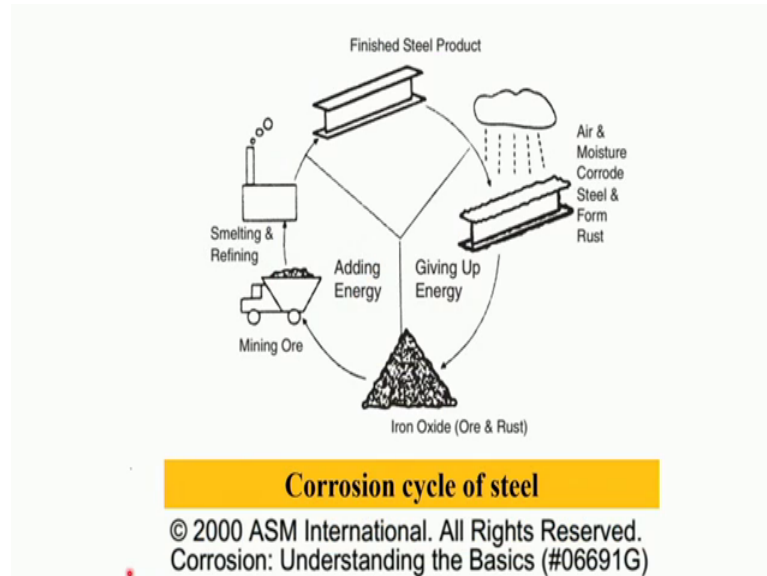 Finished Steel Product
Air &
Moisture
Corrode
Steel &
Form
Rust
Smelting &
Refining
Adding
Energy
Giving Up
Energy
Mining Ore
Iron Oxide (Ore & Rust)
Corrosion cycle of steel
© 2000 ASM International. All Rights Reserved.
Corrosion: Understanding the Basics (#06691G)